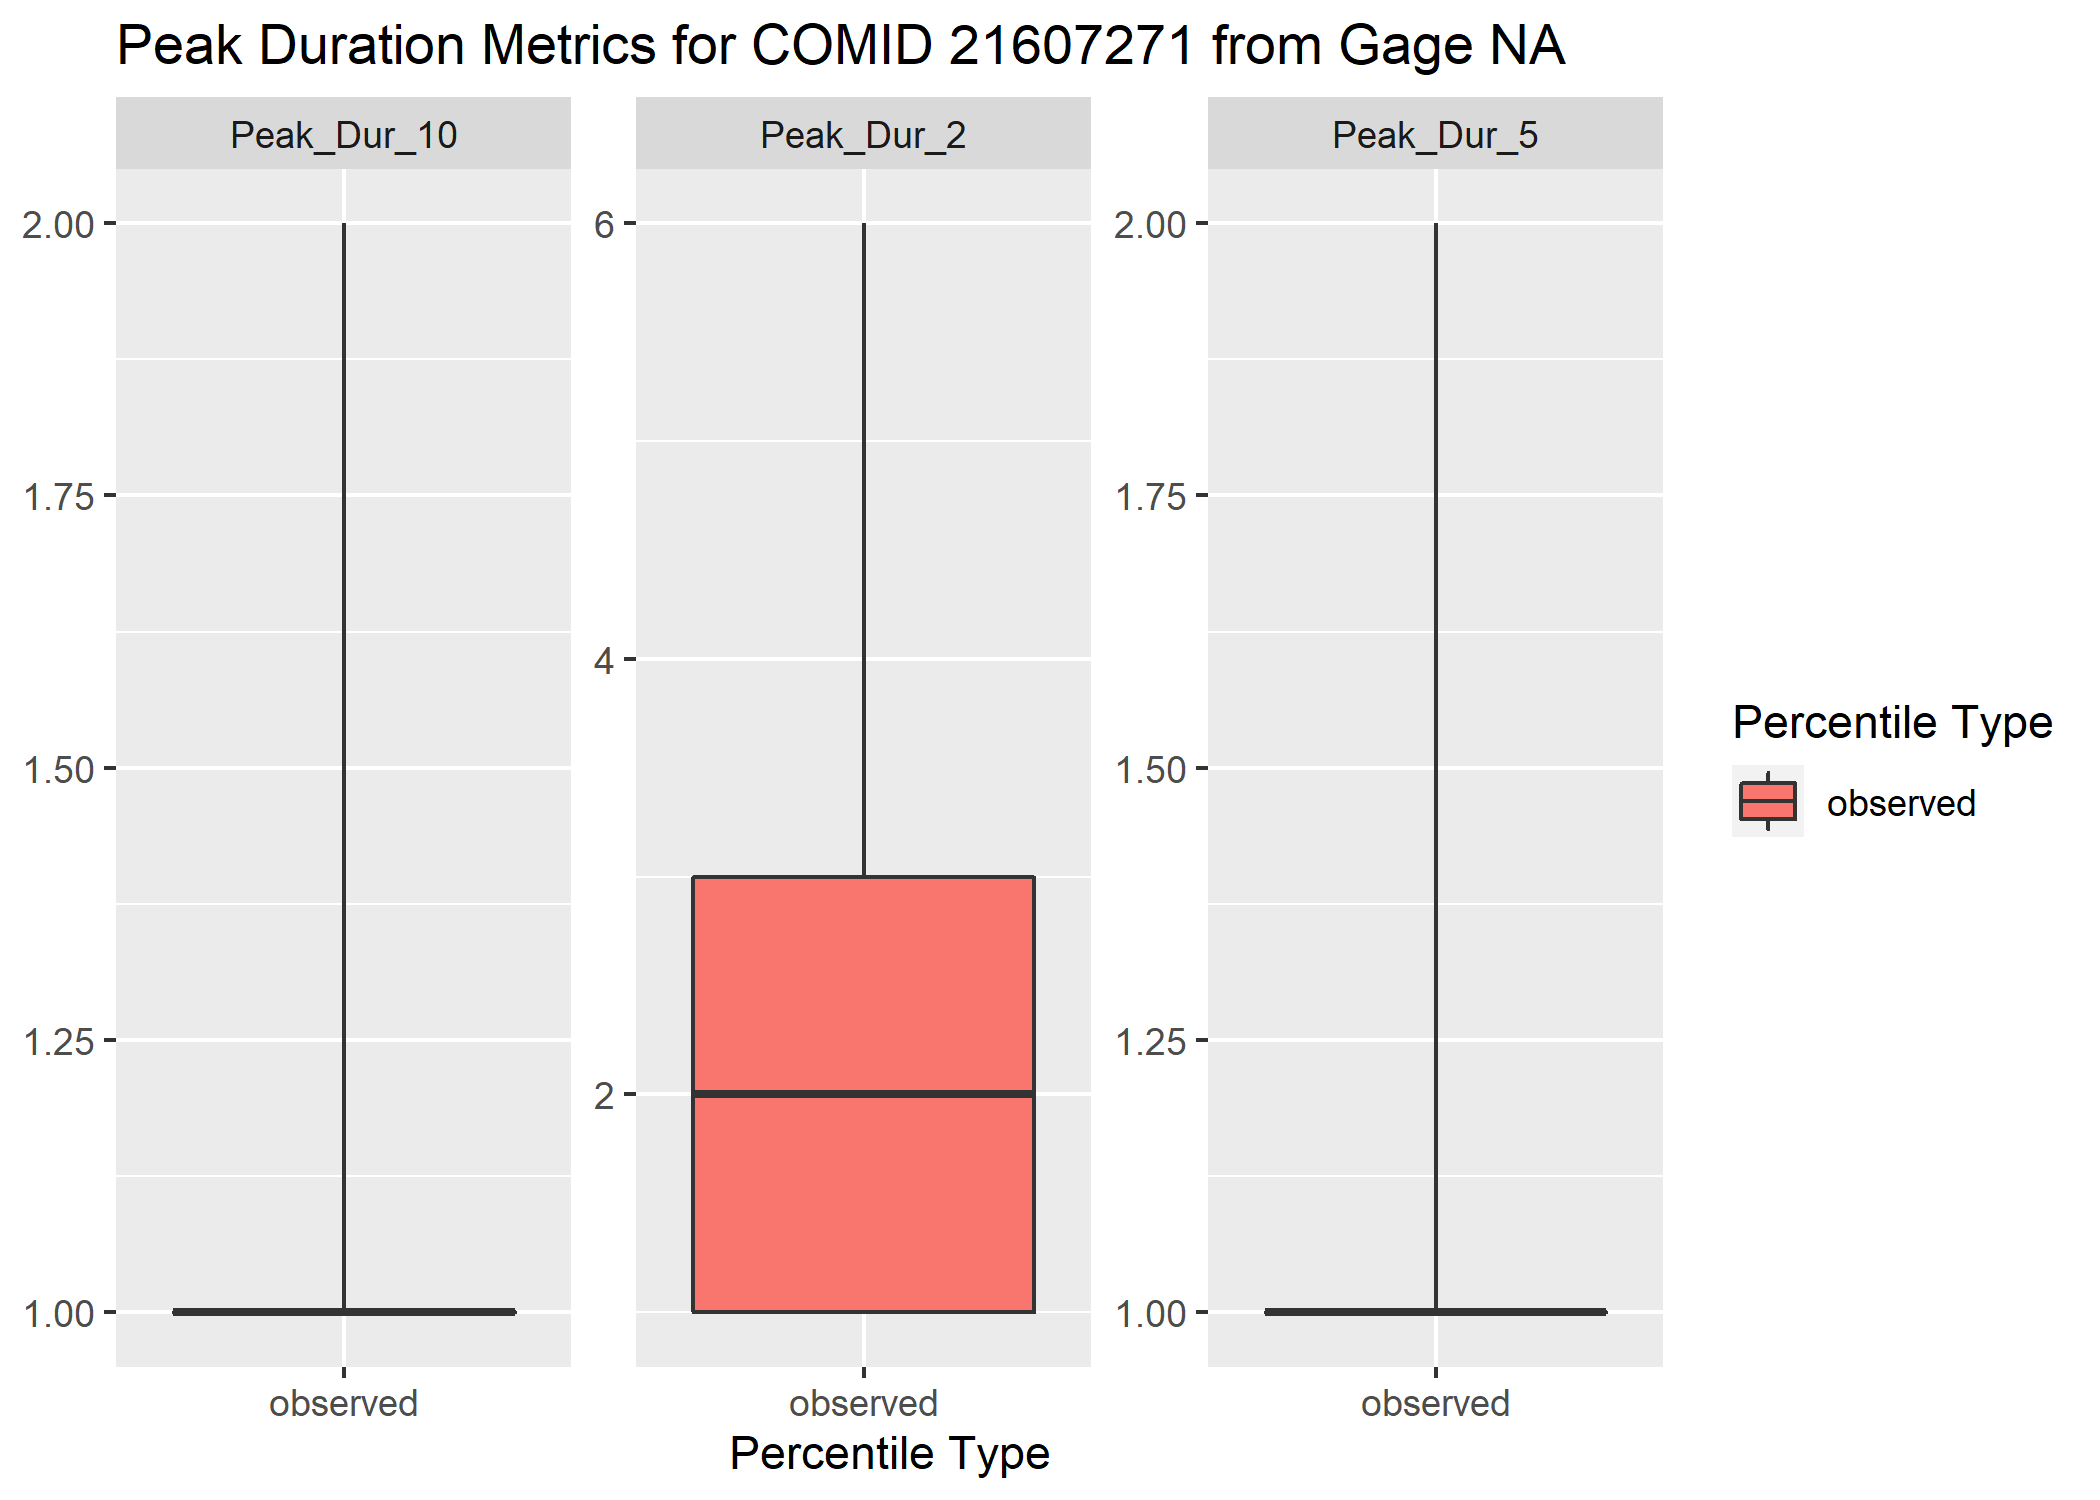 Peak Duration Metrics for COMID 21607271 from Gage NA
Peak_Dur_10
Peak_Dur_2
Peak_Dur_5
2.00
1.75
1.50
1.25
1.00
6
4
2
2.00
1.75
1.50
1.25
1.00
observed
observed
observed
Percentile Type
Percentile Type
observed